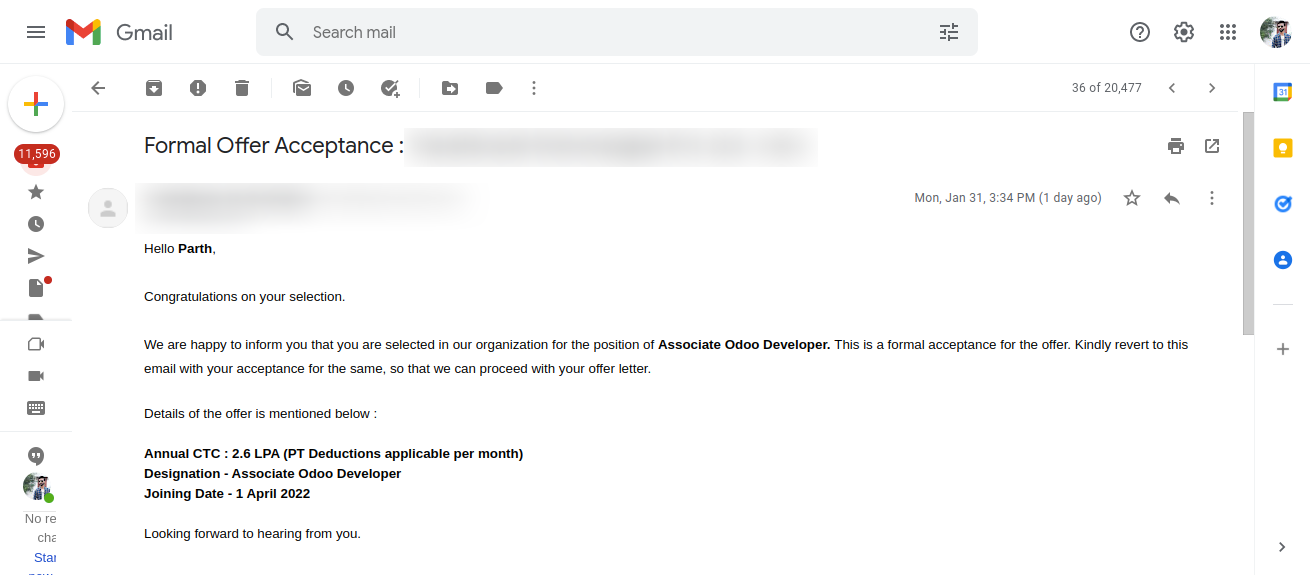 Gmail
Search mail
36 of 20,477
31
11,596
Formal Offer Acceptance :
Mon, Jan 31, 3:34 PM (1 day ago)
Hello Parth,
Congratulations on your selection.
We are happy to inform you that you are selected in our organization for the position of Associate Odoo Developer. This is a formal acceptance for the offer. Kindly revert to this
email with your acceptance for the same, so that we can proceed with your offer letter.
Details of the offer is mentioned below :
Annual CTC : 2.6 LPA (PT Deductions applicable per month)
Designation - Associate Odoo Developer
Joining Date - 1 April 2022
Looking forward to hearing from you.
No re
cha
Star